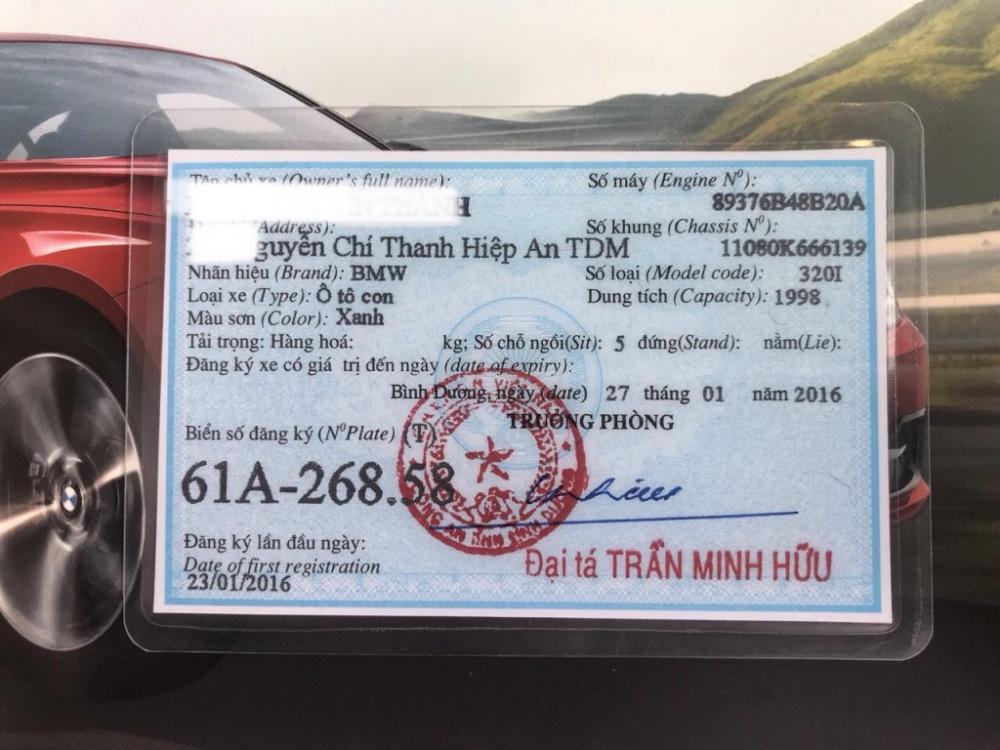 Tên chủ xe (Owner's full name):
THANH
(Address):
guyễn Chí Thanh Hiệp An TDM
Nhãn hiệu (Brand): BMW
Loại xe (Type): Ô tô con
Màu sơn (Color): Xanh
Số máy (Engine Nº):
89376B48B20A
Số khung (Chassis Nº):
11080K666139
Số loại (Model code): 320I
Dung tích (Capacity): 1998
Tải trọng: Hàng hoá: kg; Số chỗ ngồi(Sit): 5 đứng(Stand): nằm(Lie):
Đăng ký xe có giá trị đến ngày (date of expiry):
Bình Dương, ngày (date) 27 tháng 01 năm 2016
TRƯỞNG PHÒNG
Biển số đăng ký (NºPlate) (T)
61A-268.58
Đăng ký lần đầu ngày:
Date of first registration
23/01/2016
Đại tá TRẦN MINH HỮU